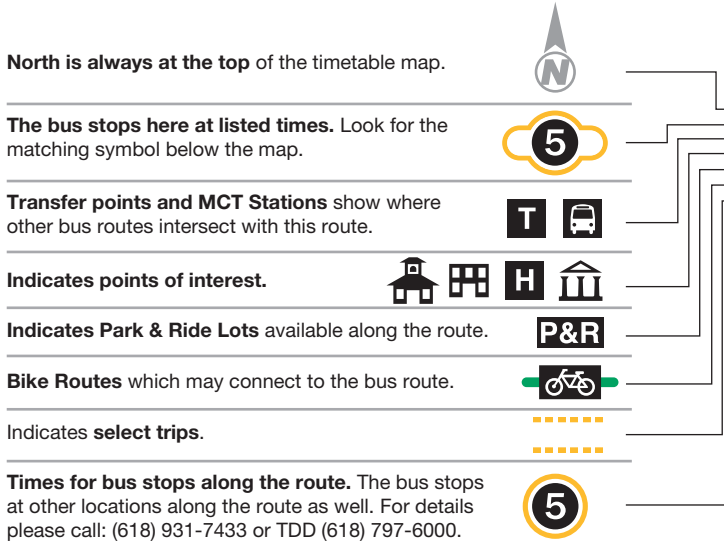 North is always at the top of the timetable map.
N
The bus stops here at listed times. Look for the
matching symbol below the map.
5
Transfer points and MCT Stations show where
other bus routes intersect with this route.
T
Indicates points of interest.
H
Indicates Park & Ride Lots available along the route.
P&R
Bike Routes which may connect to the bus route.
Indicates select trips.
Times for bus stops along the route. The bus stops
at other locations along the route as well. For details
please call: (618) 931-7433 or TDD (618) 797-6000.
5